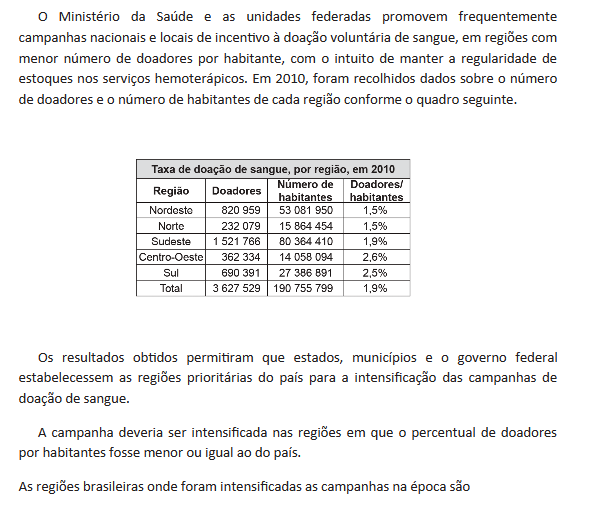 O Ministério da Saúde e as unidades federadas promovem frequentemente
campanhas nacionais e locais de incentivo à doação voluntária de sangue, em regiões com
menor número de doadores por habitante, com o intuito de manter a regularidade de
estoques nos serviços hemoterápicos. Em 2010, foram recolhidos dados sobre o número
de doadores e o número de habitantes de cada região conforme o quadro seguinte.
Taxa de doação de sangue, por região, em 2010
Região Doadores Número de habitantes Doadores/ habitantes
Nordeste 820 959 53 081 950 1,5%
Norte 232 079 15 864 454 1,5%
Sudeste 1 521 766 80 364 410 1,9%
Centro-Oeste 362 334 14 058 094 2,6%
Sul 690 391 27 386 891 2,5%
Total 3 627 529 190 755 799 1,9%
Os resultados obtidos permitiram que estados, municípios e o governo federal
estabelecessem as regiões prioritárias do país para a intensificação das campanhas de
doação de sangue.
A campanha deveria ser intensificada nas regiões em que o percentual de doadores
por habitantes fosse menor ou igual ao do país.
As regiões brasileiras onde foram intensificadas as campanhas na época são